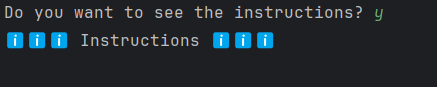 Do you want to see the instructions? y
ℹ️ℹ️ℹ️ Instructions ℹ️ℹ️ℹ️